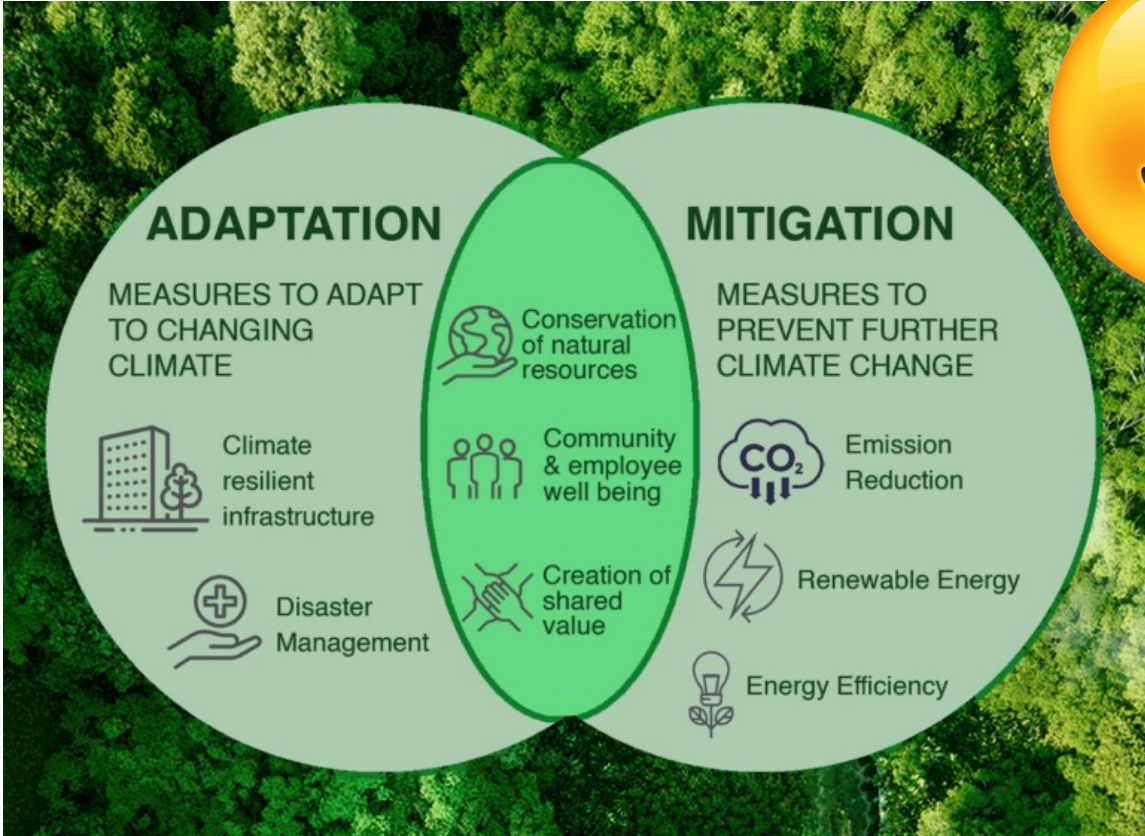 ADAPTATION
MEASURES TO ADAPT
TO CHANGING
CLIMATE
Climate
resilient
infrastructure
Disaster
Management
Conservation
of natural
resources
Community
& employee
well being
Creation of
shared
value
MITIGATION
MEASURES TO
PREVENT FURTHER
CLIMATE CHANGE
CO₂
Emission
Reduction
Renewable Energy
Energy Efficiency